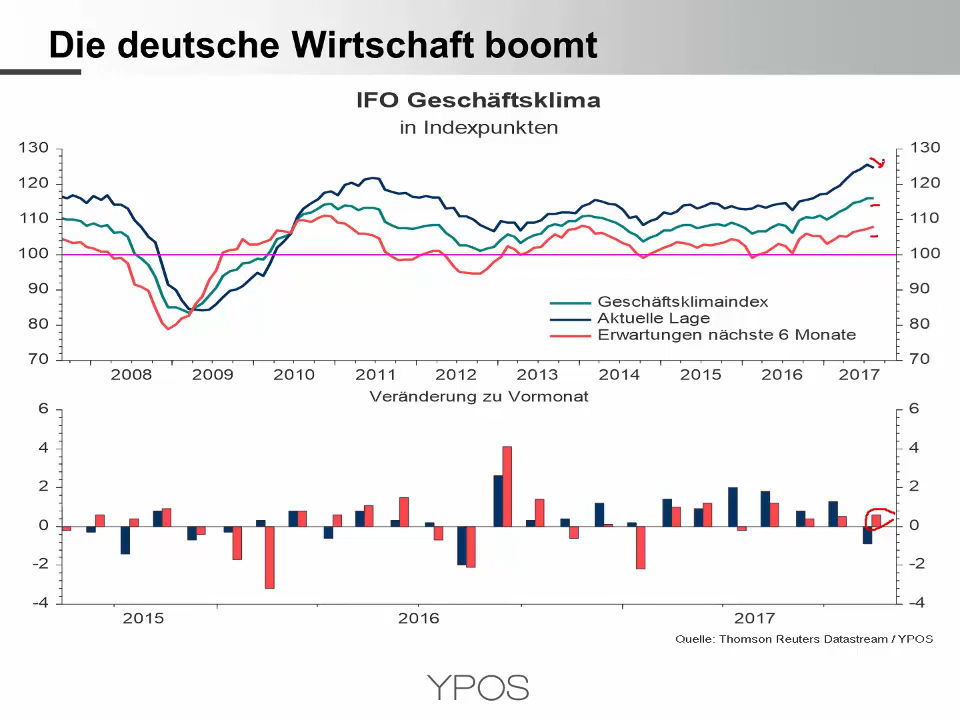 Die deutsche Wirtschaft boomt
IFO Geschäftsklima
in Indexpunkten
130 130
120 120
110 110
100 100
90 90
80 80
70 70
Geschäftsklimaindex
Aktuelle Lage
Erwartungen nächste 6 Monate
2008 2009 2010 2011 2012 2013 2014 2015 2016 2017
Veränderung zu Vormonat
6 6
4 4
2 2
0 0
-2 -2
-4 -4
2015 2016 2017
Quelle: Thomson Reuters Datastream / YPOS
YPOS